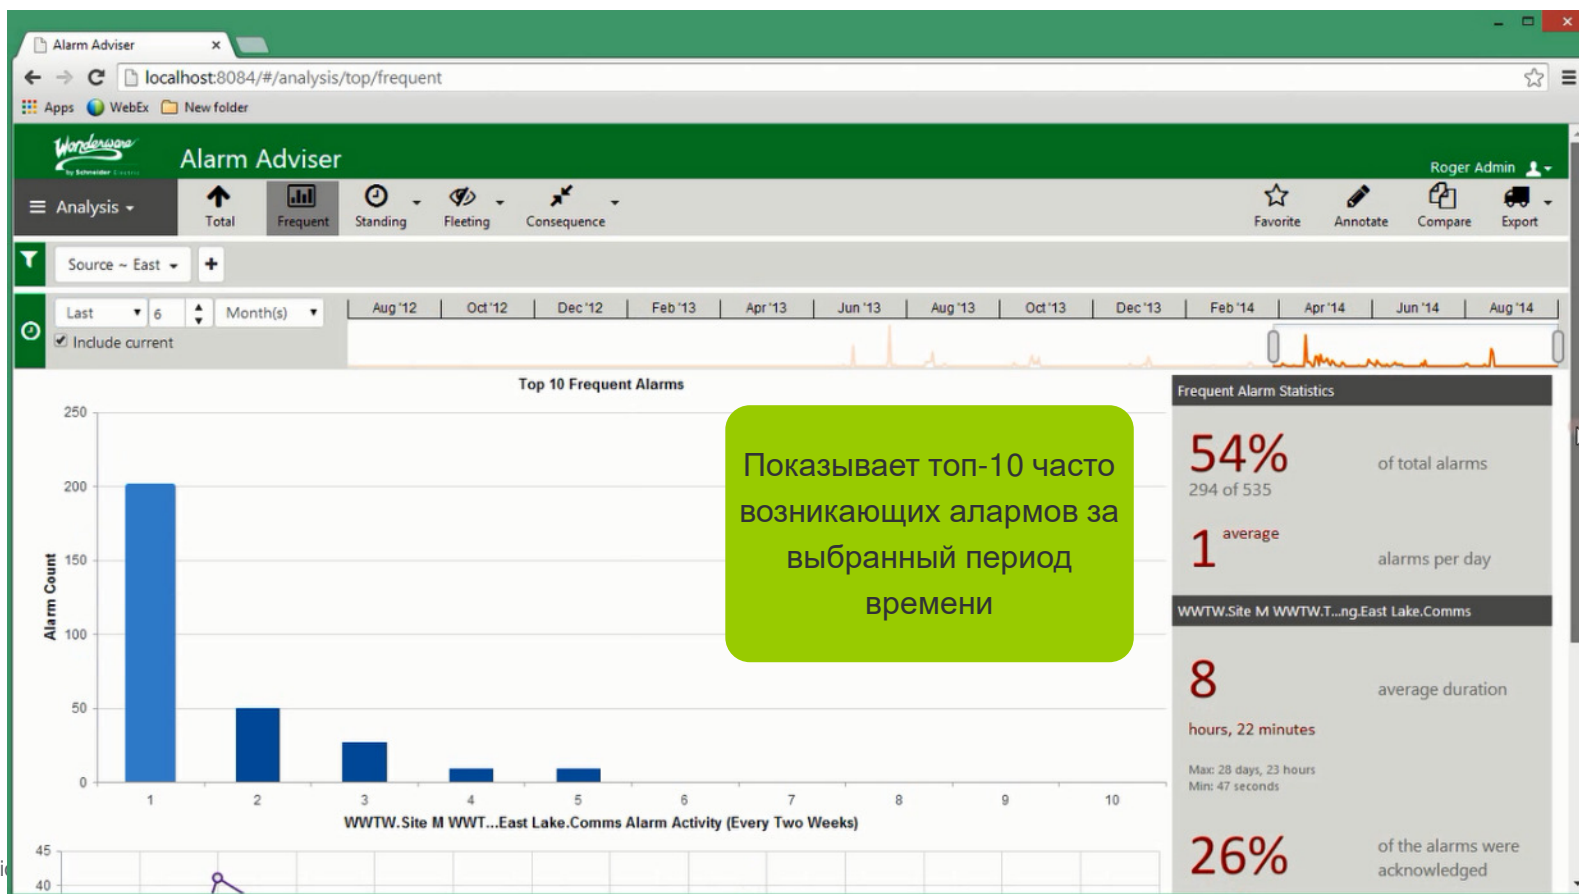 Alarm Adviser
localhost:8084/#/analysis/top/frequent
Apps WebEx New folder
Wonderware
by Schneider Electric
Alarm Adviser
Roger Admin
Analysis
Total Frequent Standing Fleeting Consequence Favorite Annotate Compare Export
Source ~ East +
Last 6 Month(s)
Include current
Aug '12 Oct '12 Dec '12 Feb '13 Apr '13 Jun '13 Aug '13 Oct '13 Dec '13 Feb '14 Apr '14 Jun '14 Aug '14
Top 10 Frequent Alarms
250
200
150
100
50
0
Alarm Count
1 2 3 4 5 6 7 8 9 10
Показывает топ-10 часто
возникающих алармов за
выбранный период
времени
WWTW.Site M WWT...East Lake.Comms Alarm Activity (Every Two Weeks)
45
40
Frequent Alarm Statistics
54% of total alarms
294 of 535
1 average alarms per day
WWTW.Site M WWTW.T...ng.East Lake.Comms
8 average duration
hours, 22 minutes
Max: 28 days, 23 hours
Min: 47 seconds
26% of the alarms were
acknowledged